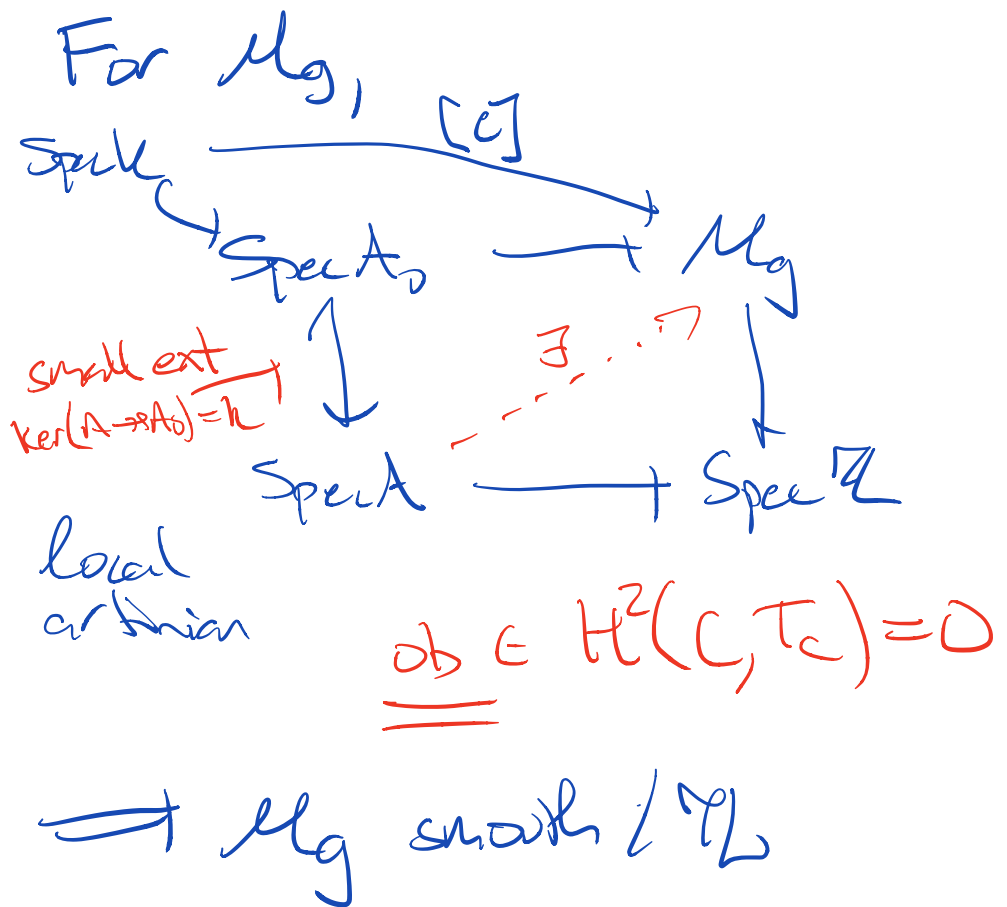 For Mg,
[C]
Spec k
Spec A₀ → Mg
small ext
ker(A→A₀)=k
∃
Spec A → Spec ℤ
local
artinian
ob ∈ H²(C,T_C)=0
⟹ Mg smooth / ℤ